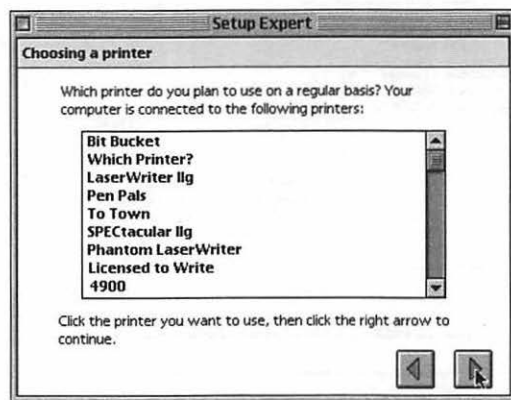 Setup Expert
Choosing a printer
Which printer do you plan to use on a regular basis? Your
computer is connected to the following printers:
Bit Bucket
Which Printer?
LaserWriter IIg
Pen Pals
To Town
SPECtacular IIg
Phantom LaserWriter
Licensed to Write
4900
Click the printer you want to use, then click the right arrow to
continue.